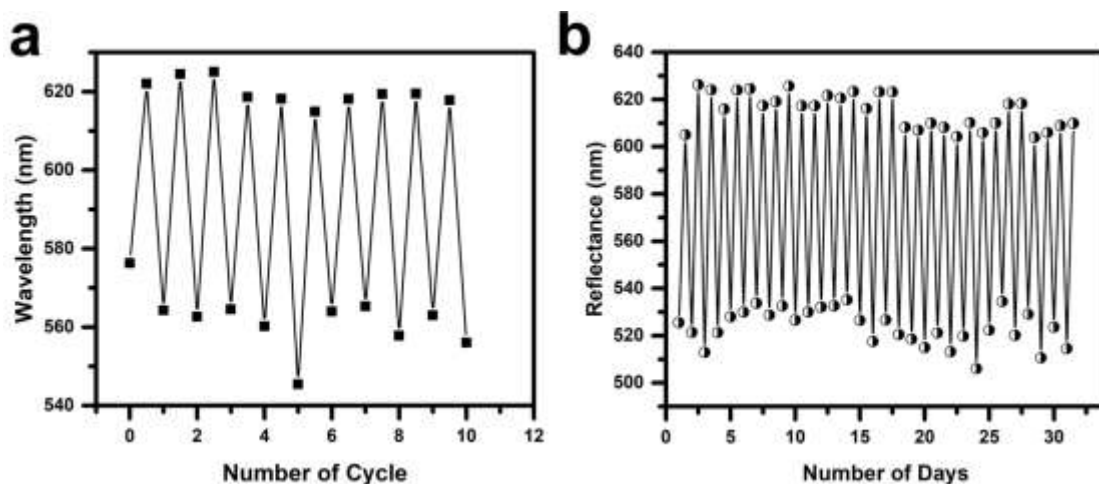 a
Wavelength (nm)
620
600
580
560
540
0 2 4 6 8 10 12
Number of Cycle
b
Reflectance (nm)
640
620
600
580
560
540
520
500
0 5 10 15 20 25 30
Number of Days